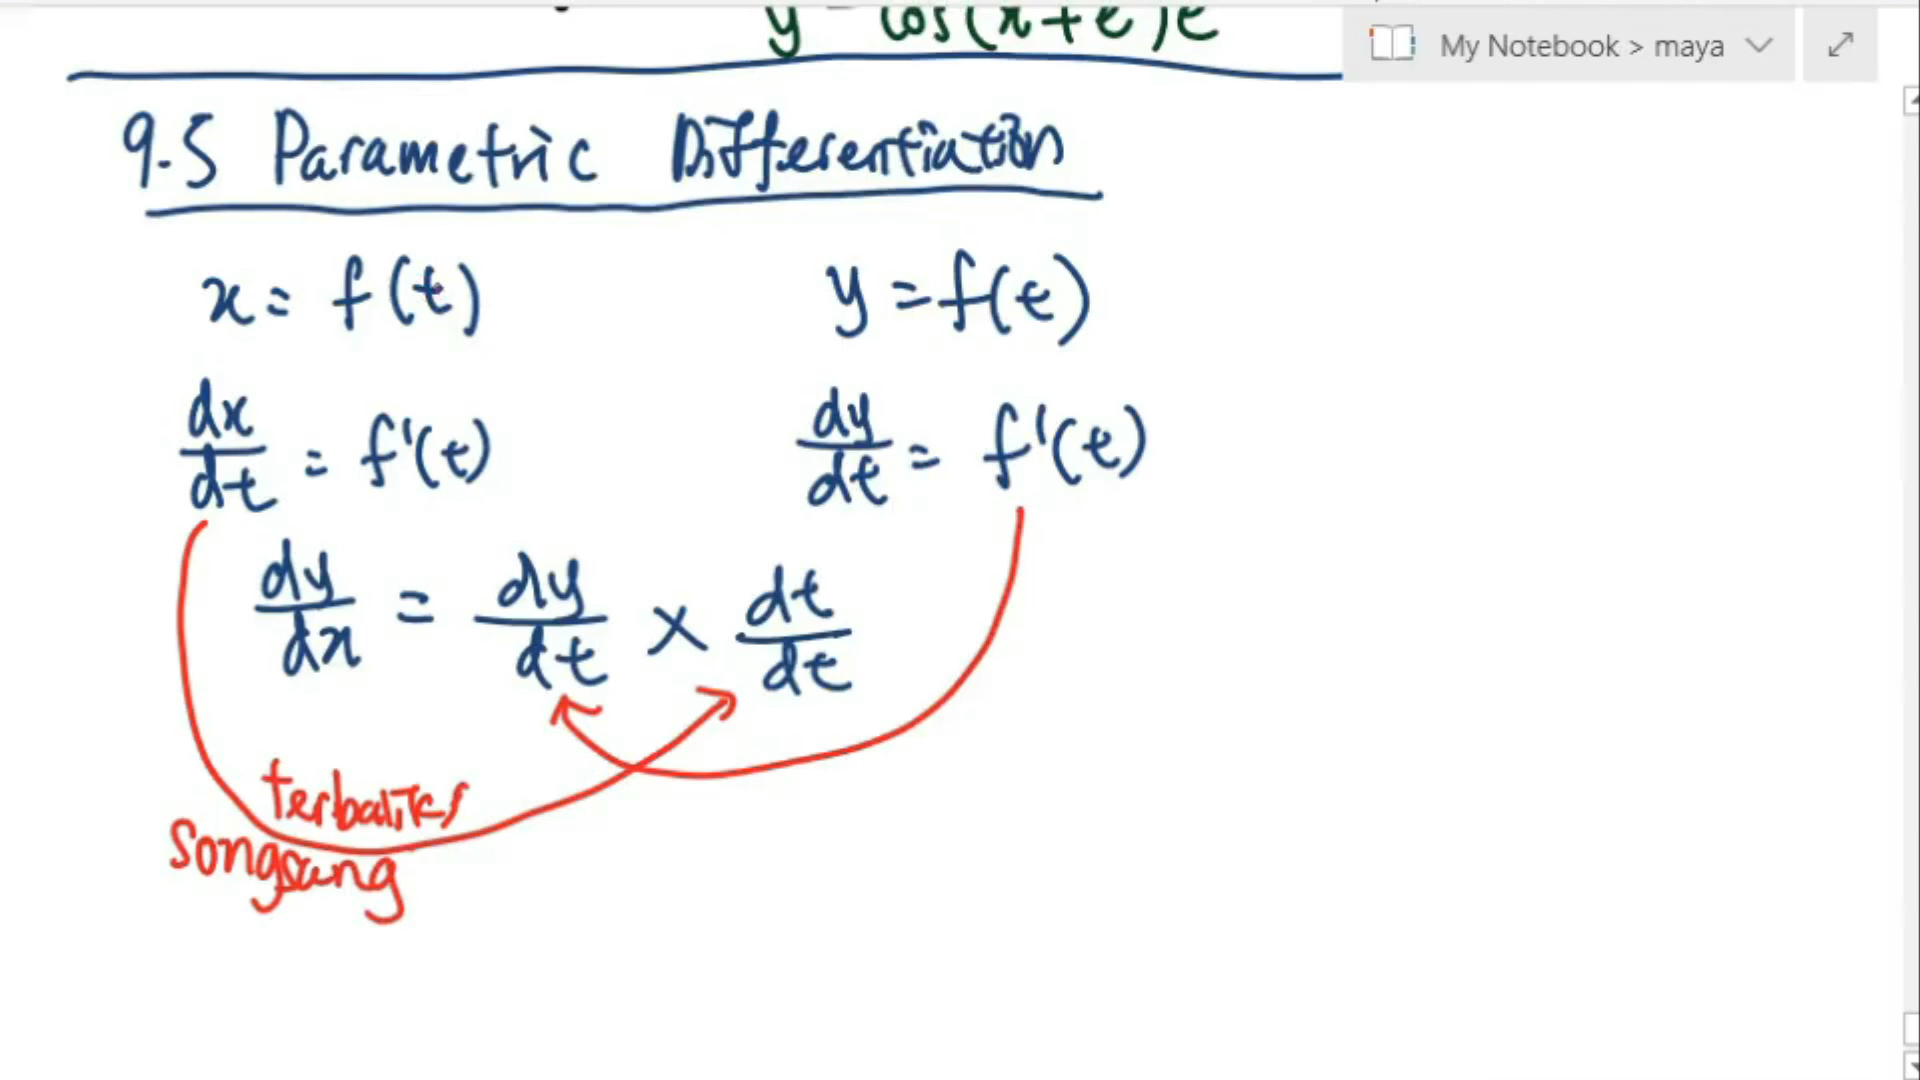 My Notebook > maya
9.5 Parametric Differentiation
x = f(t) y = f(t)
dx/dt = f'(t) dy/dt = f'(t)
dy/dx = dy/dt × dt/dt
terbalik
songsang